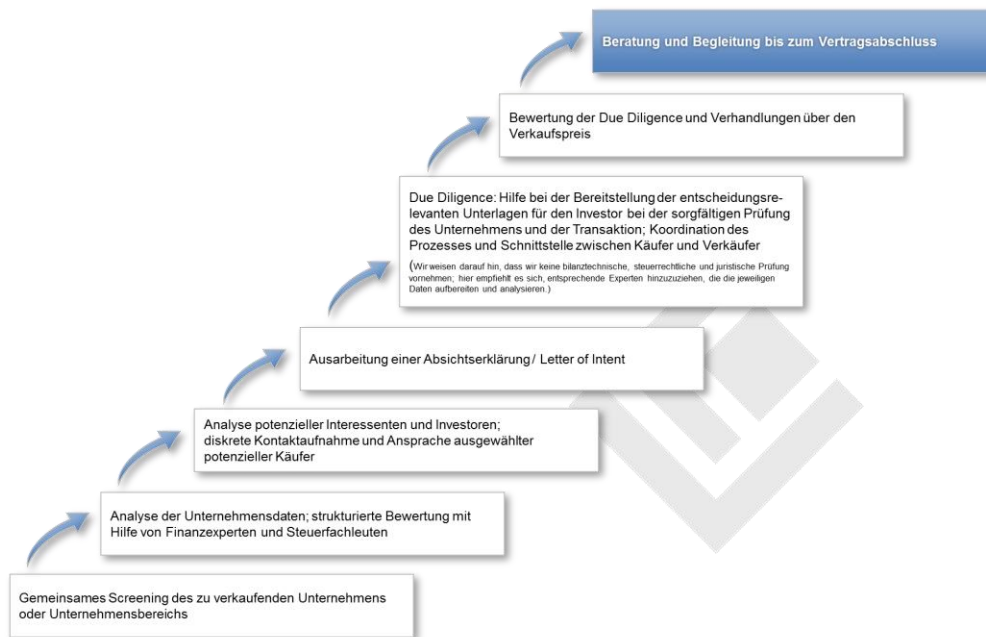 Beratung und Begleitung bis zum Vertragsabschluss
Bewertung der Due Diligence und Verhandlungen über den
Verkaufspreis
Due Diligence: Hilfe bei der Bereitstellung der entscheidungsre-
levanten Unterlagen für den Investor bei der sorgfältigen Prüfung
des Unternehmens und der Transaktion; Koordination des
Prozesses und Schnittstelle zwischen Käufer und Verkäufer
(Wir weisen darauf hin, dass wir keine bilanztechnische, steuerrechtliche und juristische Prüfung
vornehmen; hier empfiehlt es sich, entsprechende Experten hinzuzuziehen, die die jeweiligen
Daten aufbereiten und analysieren.)
Ausarbeitung einer Absichtserklärung / Letter of Intent
Analyse potenzieller Interessenten und Investoren;
diskrete Kontaktaufnahme und Ansprache ausgewählter
potenzieller Käufer
Analyse der Unternehmensdaten; strukturierte Bewertung mit
Hilfe von Finanzexperten und Steuerfachleuten
Gemeinsames Screening des zu verkaufenden Unternehmens
oder Unternehmensbereichs